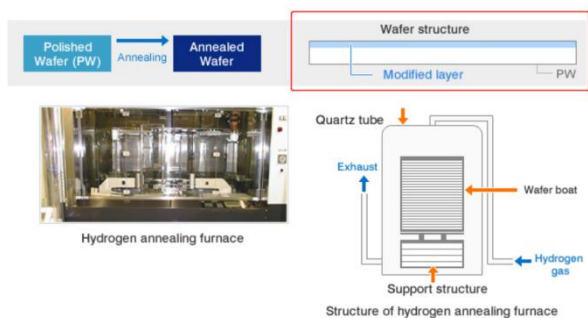 Polished
Wafer (PW)
Annealing
Annealed
Wafer
Wafer structure
Modified layer
PW
Hydrogen annealing furnace
Quartz tube
Exhaust
Wafer boat
Hydrogen
gas
Support structure
Structure of hydrogen annealing furnace